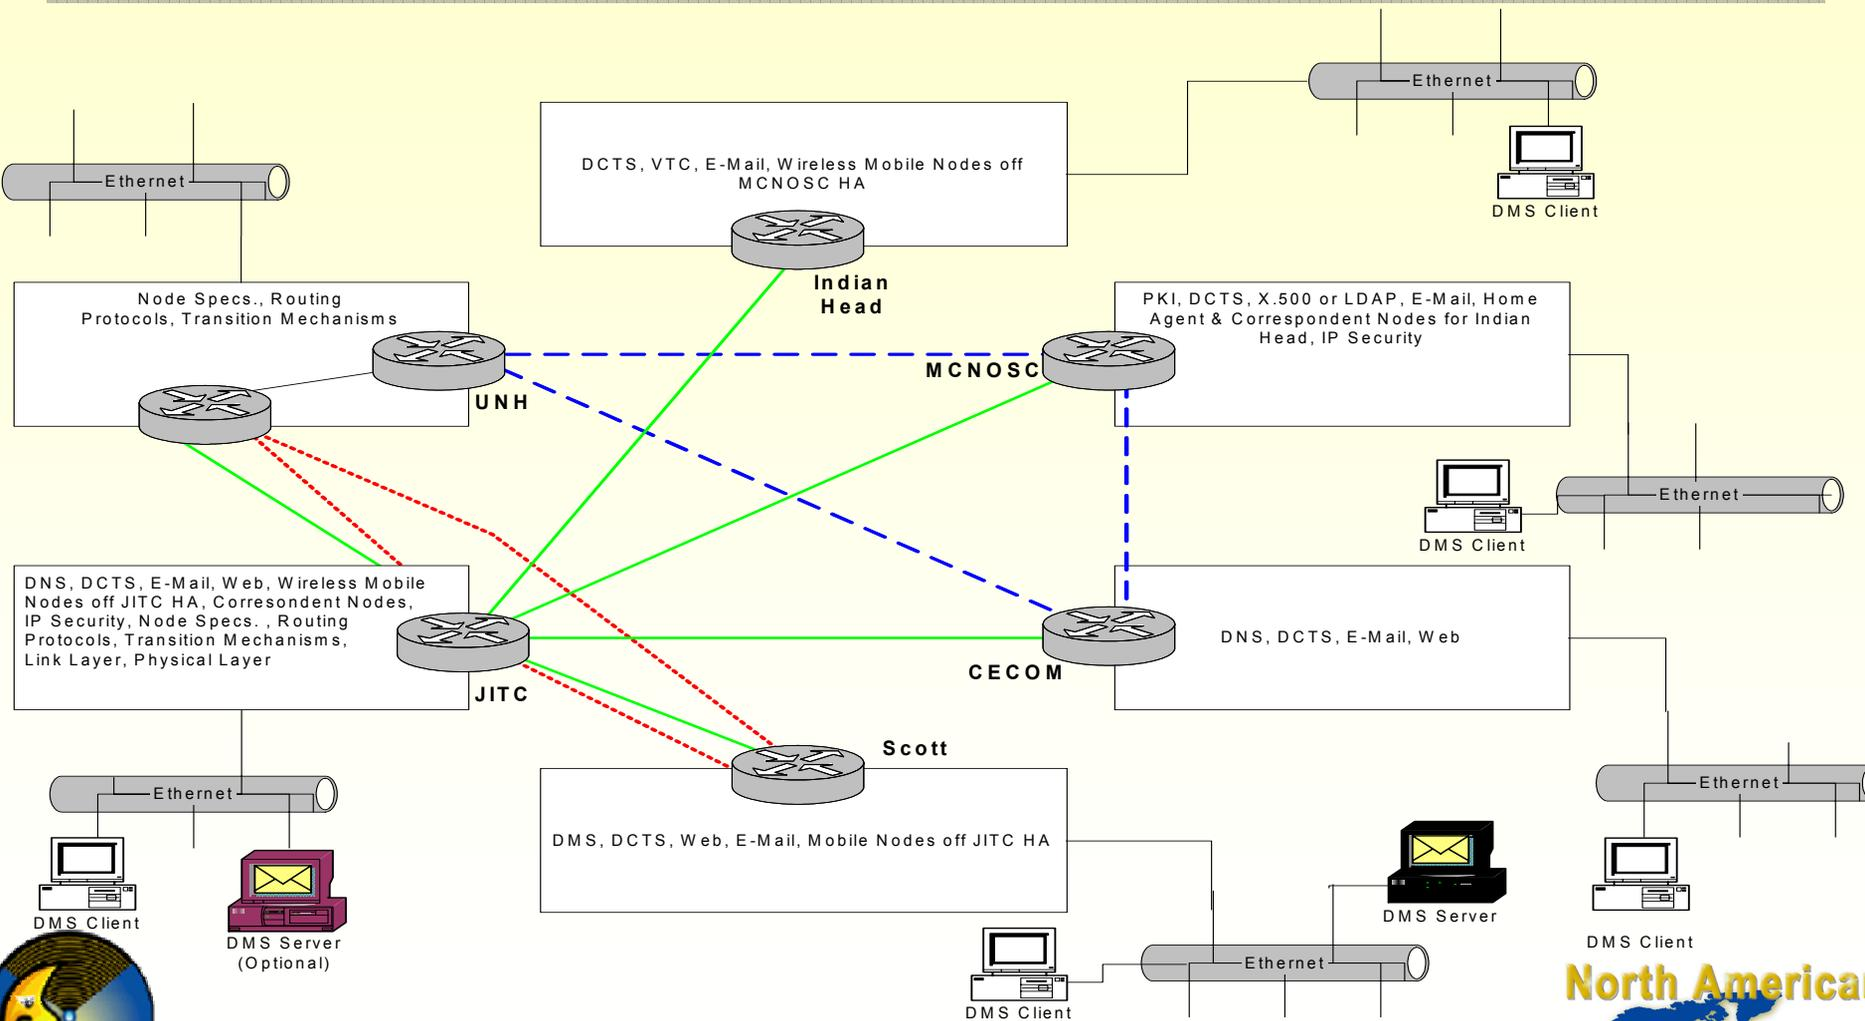 Ethernet
DMS Client
Ethernet
DCTS, VTC, E-Mail, Wireless Mobile Nodes off
MCNOSC HA
Indian
Head
Node Specs., Routing
Protocols, Transition Mechanisms
UNH
PKI, DCTS, X.500 or LDAP, E-Mail, Home
Agent & Correspondent Nodes for Indian
Head, IP Security
MCNOSC
Ethernet
DMS Client
DNS, DCTS, E-Mail, Web, Wireless Mobile
Nodes off JITC HA, Corresondent Nodes,
IP Security, Node Specs. , Routing
Protocols, Transition Mechanisms,
Link Layer, Physical Layer
JITC
DNS, DCTS, E-Mail, Web
CECOM
Scott
DMS, DCTS, Web, E-Mail, Mobile Nodes off JITC HA
Ethernet
DMS Client
DMS Server
(Optional)
Ethernet
DMS Client
DMS Server
Ethernet
DMS Client
North American